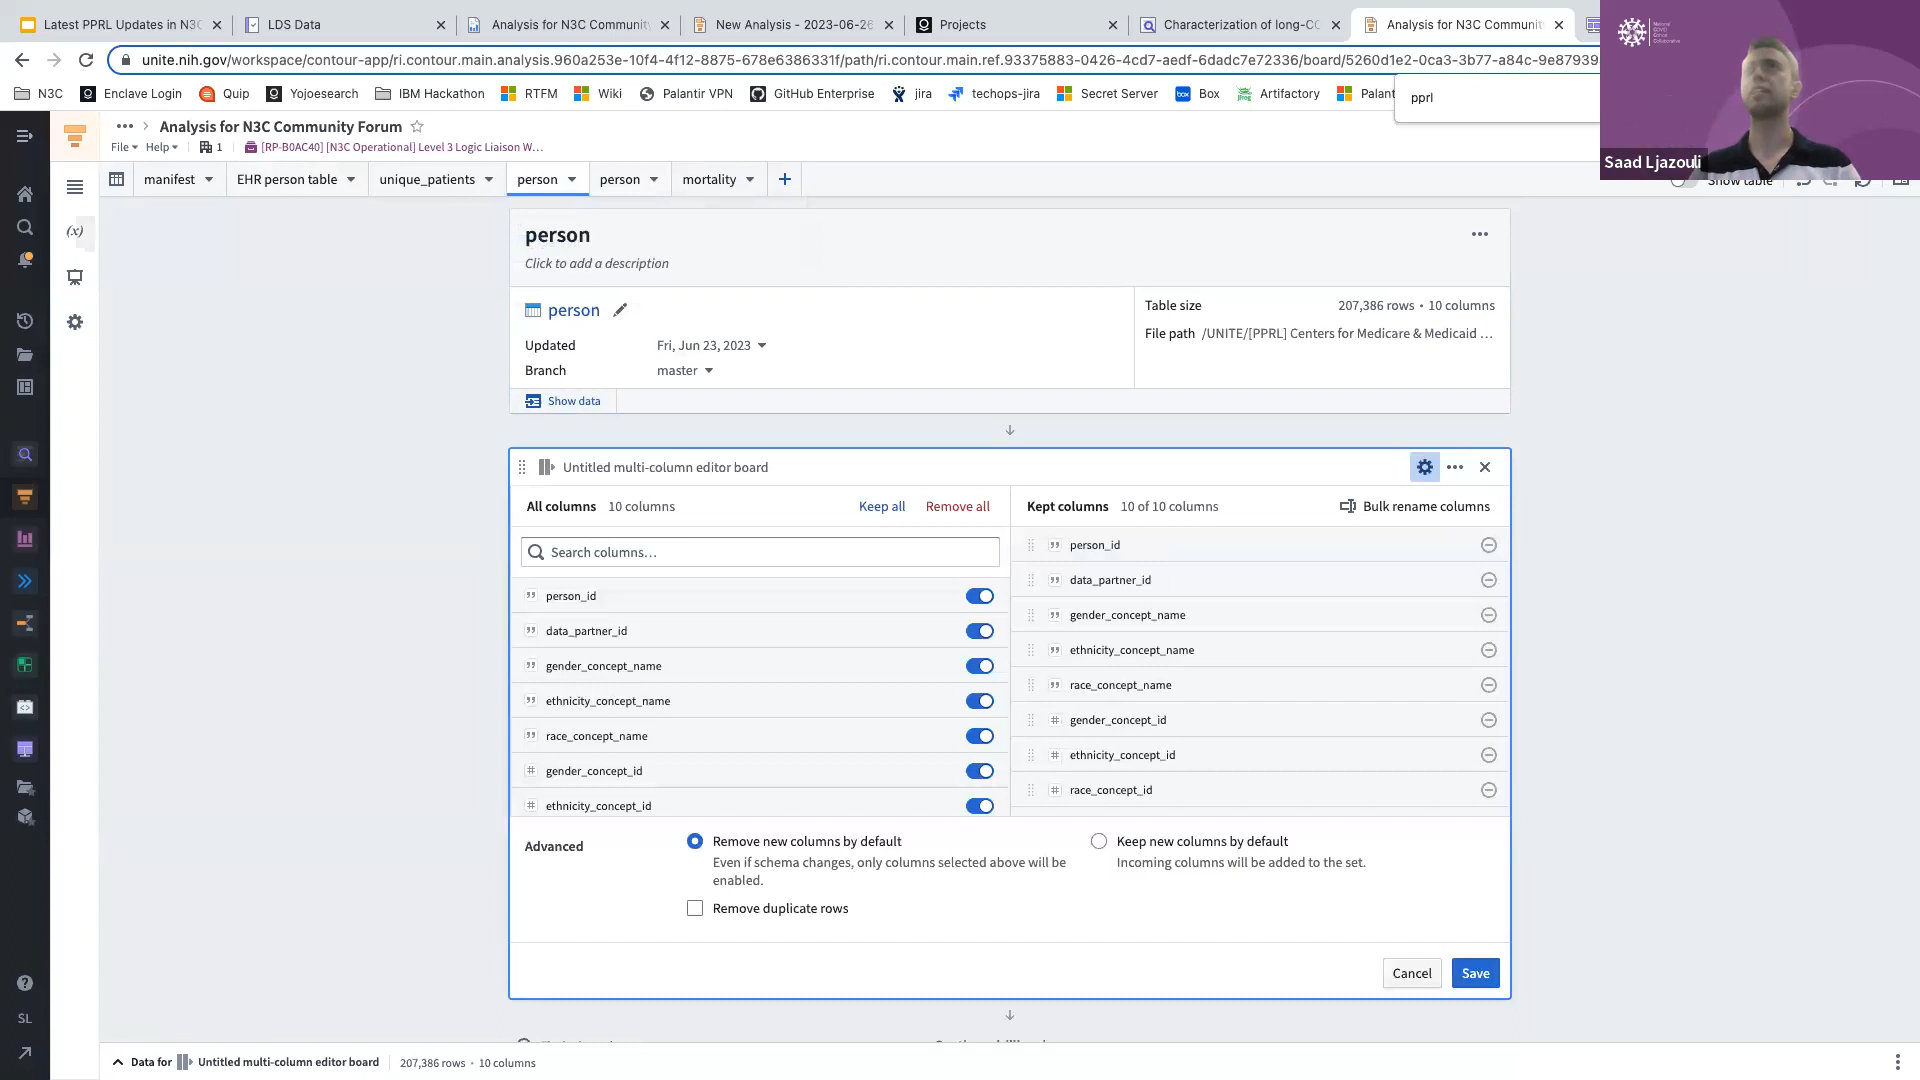 Latest PPRL Updates in N3C
LDS Data
Analysis for N3C Community
New Analysis - 2023-06-26
Projects
Characterization of long-CO
Analysis for N3C Communit
unite.nih.gov/workspace/contour-app/ri.contour.main.analysis.960a253e-10f4-4f12-8875-678e6386331f/path/ri.contour.main.ref.93375883-0426-4cd7-aedf-6dadc7e72336/board/5260d1e2-0ca3-3b77-a84c-9e87939
N3C
Enclave Login
Quip
Yojoesearch
IBM Hackathon
RTFM
Wiki
Palantir VPN
GitHub Enterprise
jira
techops-jira
Secret Server
Box
Artifactory
Palant
pprl
Saad Ljazouli
Analysis for N3C Community Forum
File
Help
1
[RP-B0AC40] [N3C Operational] Level 3 Logic Liaison W...
manifest
EHR person table
unique_patients
person
person
mortality
Show table
person
Click to add a description
person
Updated
Fri, Jun 23, 2023
Branch
master
Table size
207,386 rows • 10 columns
File path
/UNITE/[PPRL] Centers for Medicare & Medicaid ...
Show data
Untitled multi-column editor board
All columns 10 columns
Keep all
Remove all
Kept columns 10 of 10 columns
Bulk rename columns
Search columns...
person_id
data_partner_id
gender_concept_name
ethnicity_concept_name
race_concept_name
gender_concept_id
ethnicity_concept_id
person_id
data_partner_id
gender_concept_name
ethnicity_concept_name
race_concept_name
gender_concept_id
ethnicity_concept_id
race_concept_id
Advanced
Remove new columns by default
Even if schema changes, only columns selected above will be
enabled.
Keep new columns by default
Incoming columns will be added to the set.
Remove duplicate rows
Cancel
Save
SL
Data for
Untitled multi-column editor board
207,386 rows • 10 columns